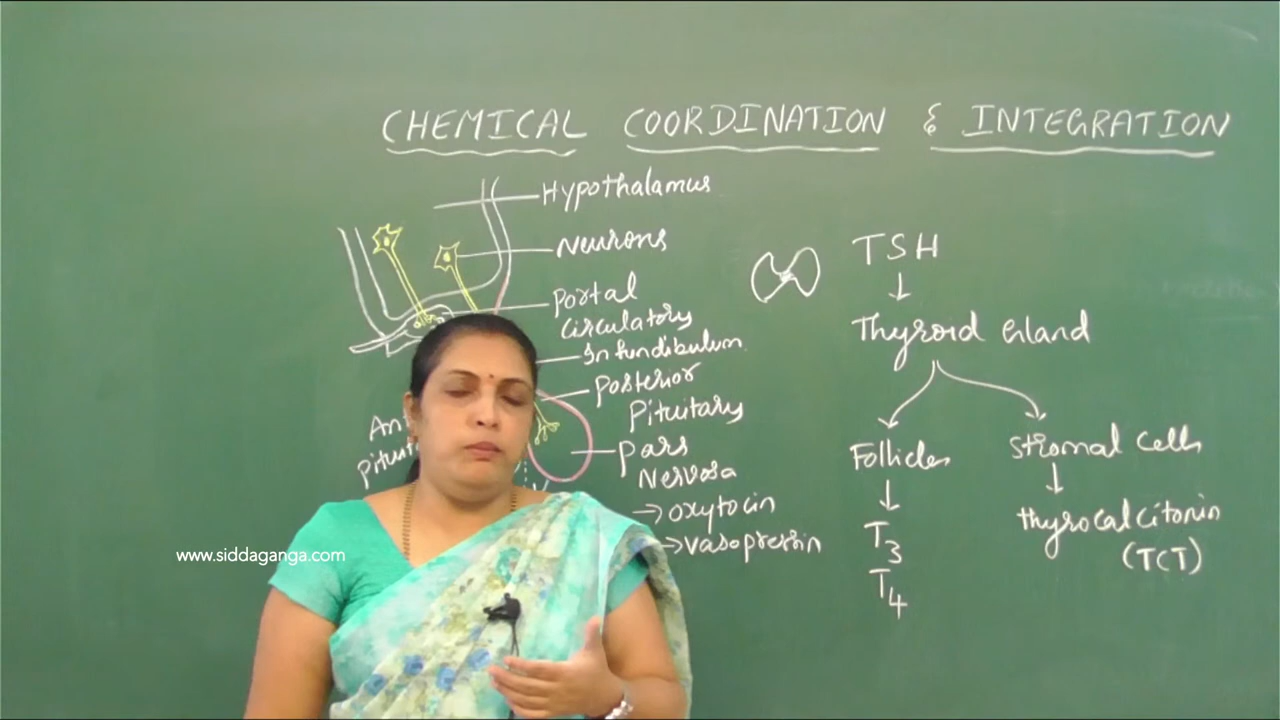 CHEMICAL COORDINATION & INTEGRATION
Hypothalamus
Neurons
Portal
Circulatory
Infundibulum
Posterior
Pituitary
Pars
Nervosa
→ oxytocin
→ vasopressin
TSH
↓
Thyroid Gland
Follicles
↓
T3
T4
Stromal cells
↓
Thyrocalcitonin
(TCT)
www.siddaganga.com